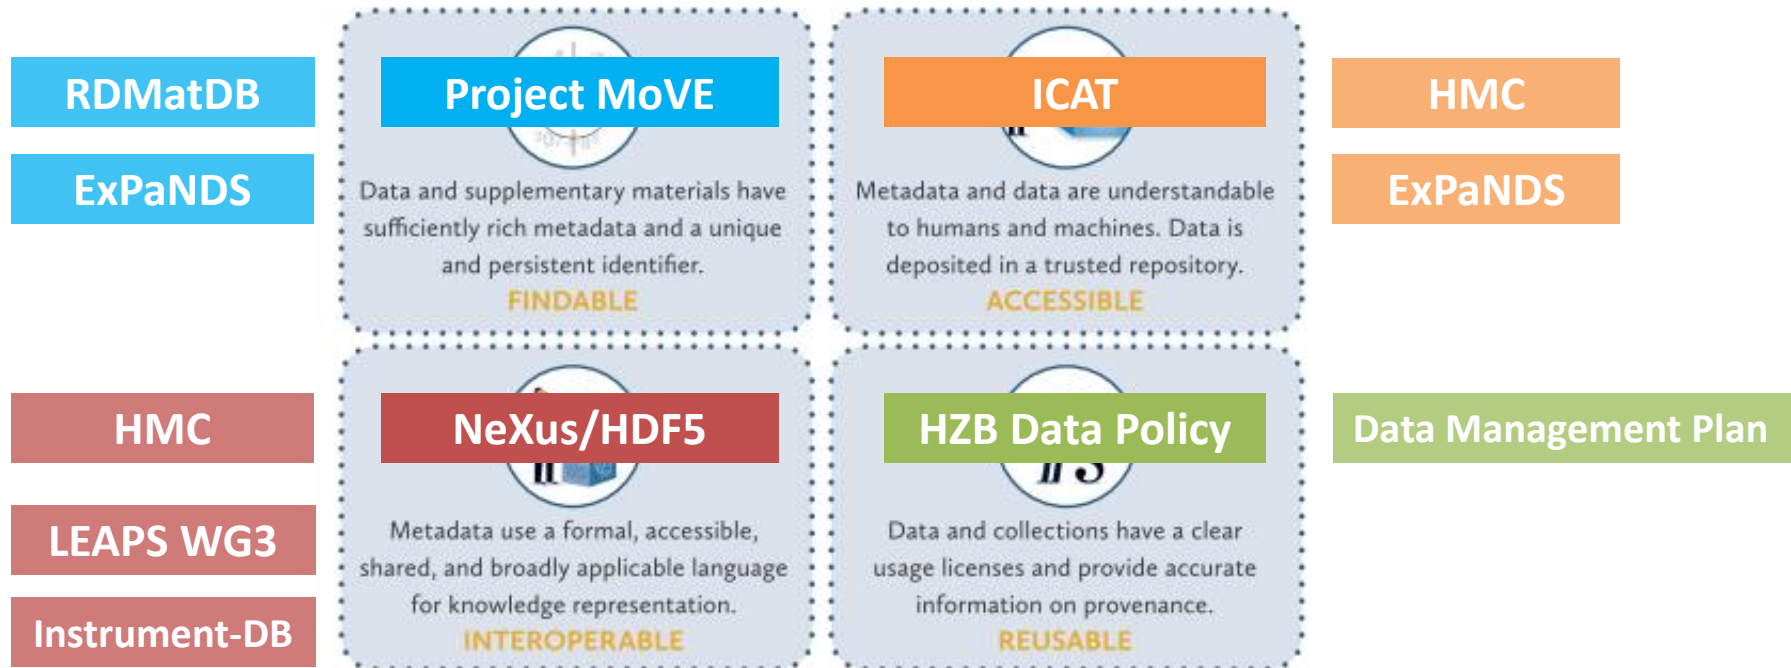 RDMatDB
ExPaNDS
Project MoVE
Data and supplementary materials have
sufficiently rich metadata and a unique
and persistent identifier.
FINDABLE
ICAT
Metadata and data are understandable
to humans and machines. Data is
deposited in a trusted repository.
ACCESSIBLE
HMC
ExPaNDS
HMC
LEAPS WG3
Instrument-DB
NeXus/HDF5
Metadata use a formal, accessible,
shared, and broadly applicable language
for knowledge representation.
INTEROPERABLE
HZB Data Policy
Data and collections have a clear
usage licenses and provide accurate
information on provenance.
REUSABLE
Data Management Plan